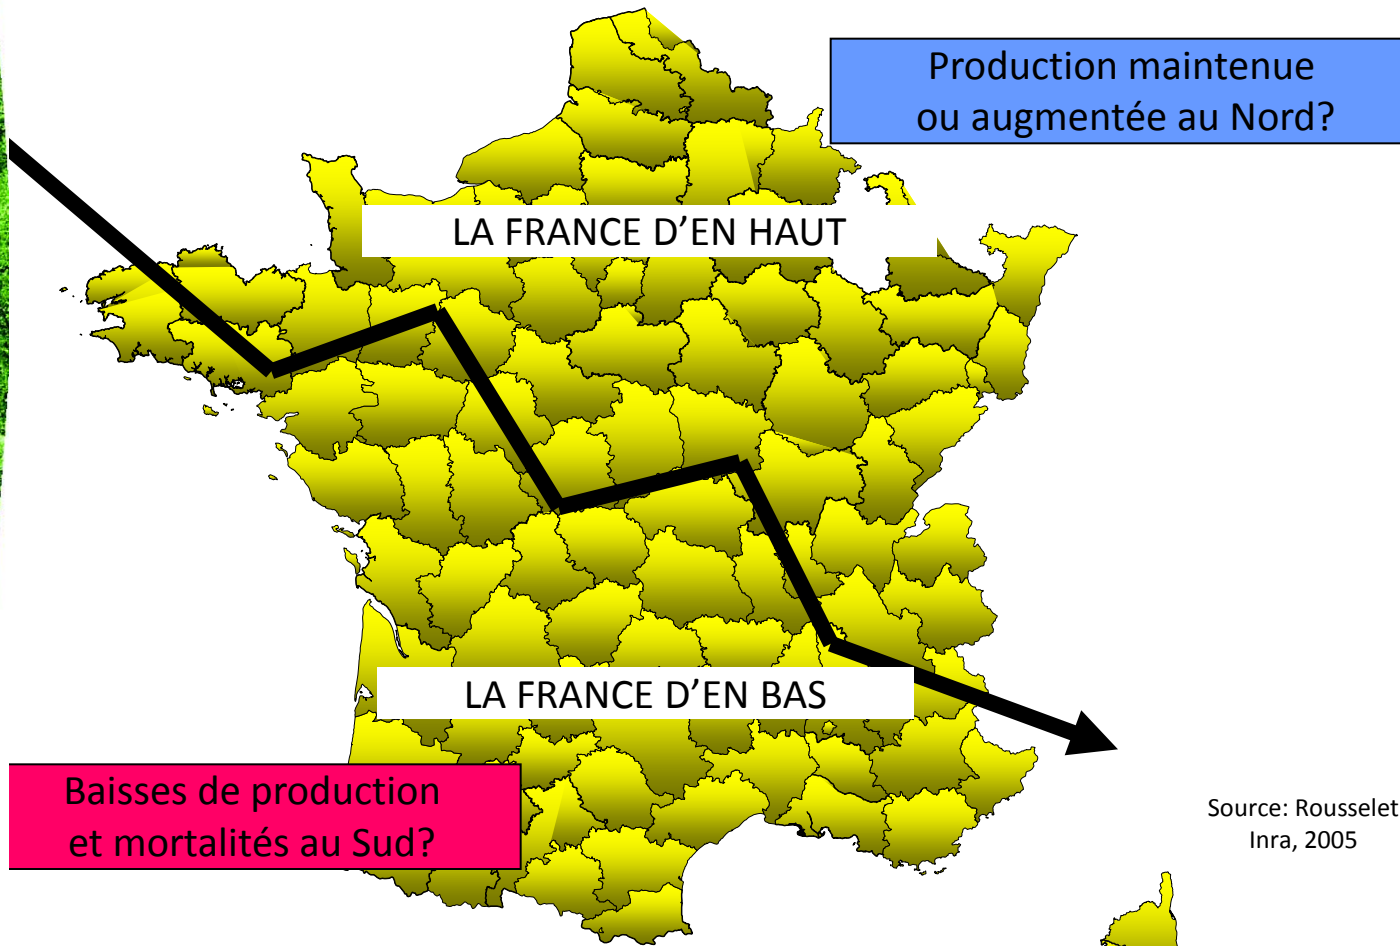 Production maintenue
ou augmentée au Nord?
LA FRANCE D’EN HAUT
LA FRANCE D’EN BAS
Baisses de production
et mortalités au Sud?
Source: Rousselet
Inra, 2005